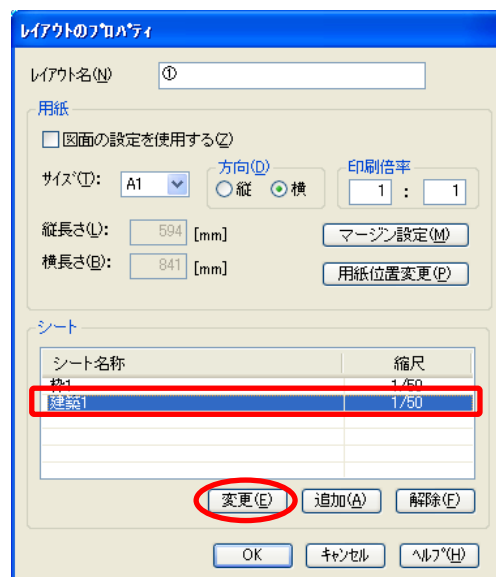 レイアウトのプロパティ
レイアウト名(N) ①
用紙
図面の設定を使用する(Z)
サイズ(T): A1 方向(D) 縦 横 印刷倍率 1 : 1
縦長さ(L): 594 [mm] マージン設定(M)
横長さ(B): 841 [mm] 用紙位置変更(P)
シート
シート名称 縮尺
枠1 1/50
建築1 1/50
変更(E) 追加(A) 解除(F)
OK キャンセル ヘルプ(H)